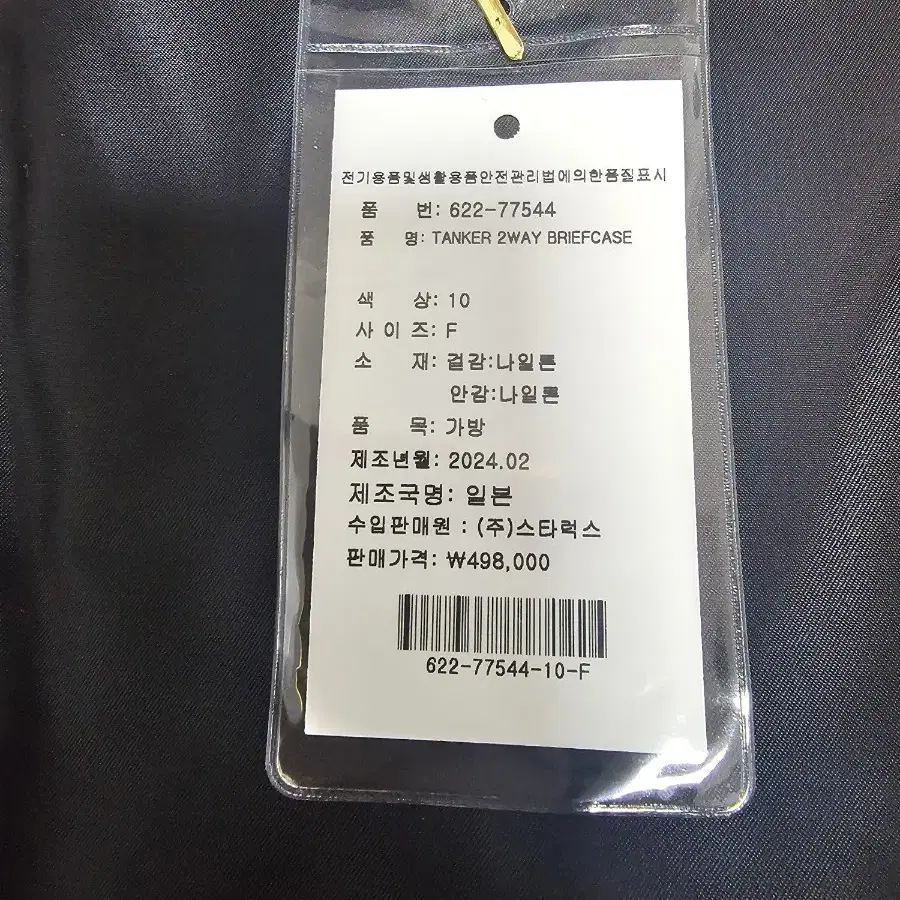 전기용품및생활용품안전관리법에의한품질표시
품 번: 622-77544
품 명: TANKER 2WAY BRIEFCASE
색 상: 10
사 이 즈: F
소 재: 겉감:나일론
안감:나일론
품 목: 가방
제조년월: 2024.02
제조국명: 일본
수입판매원 : (주)스타럭스
판매가격: ₩498,000
622-77544-10-F